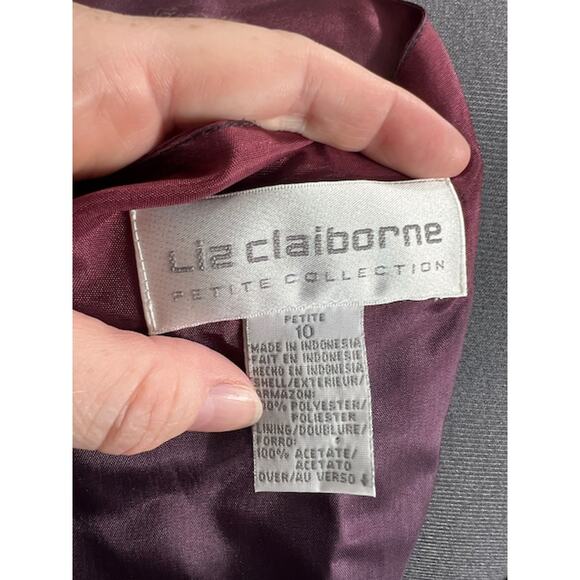 Liz claiborne
PETITE COLLECTION
PETITE
10
MADE IN INDONESIA
FAIT EN INDONESIE
HECHO EN INDONESIA
SHELL/EXTERIEUR/
ARMAZON:
100% POLYESTER/
POLIESTER
LINING/DOUBLURE/
FORRO:
100% ACETATE/
ACETATO
OVER/AU VERSO